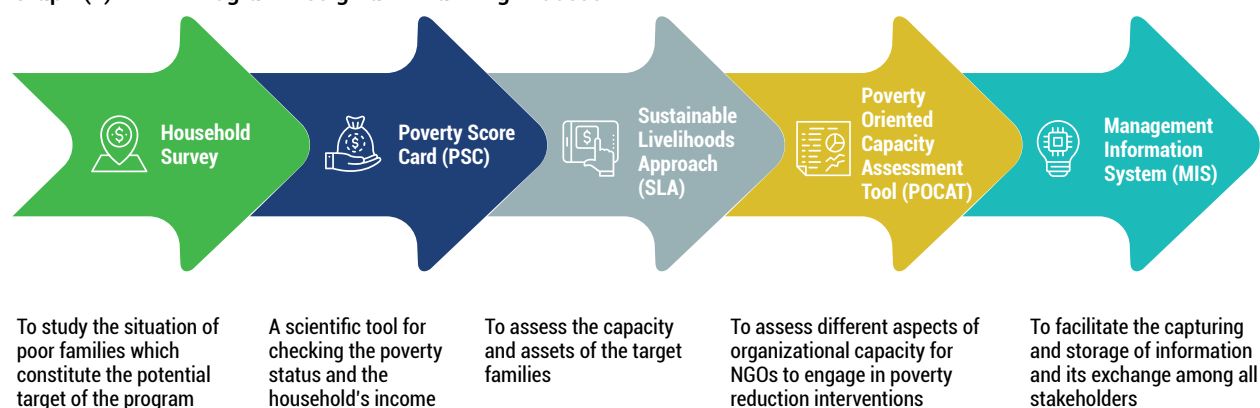 Household
Survey
Poverty Score
Card (PSC)
Sustainable
Livelihoods
Approach
(SLA)
Poverty
Oriented
Capacity
Assessment
Tool (POCAT)
Management
Information
System (MIS)
To study the situation of
poor families which
constitute the potential
target of the program
A scientific tool for
checking the poverty
status and the
household's income
To assess the capacity
and assets of the target
families
To assess different aspects of
organizational capacity for
NGOs to engage in poverty
reduction interventions
To facilitate the capturing
and storage of information
and its exchange among all
stakeholders